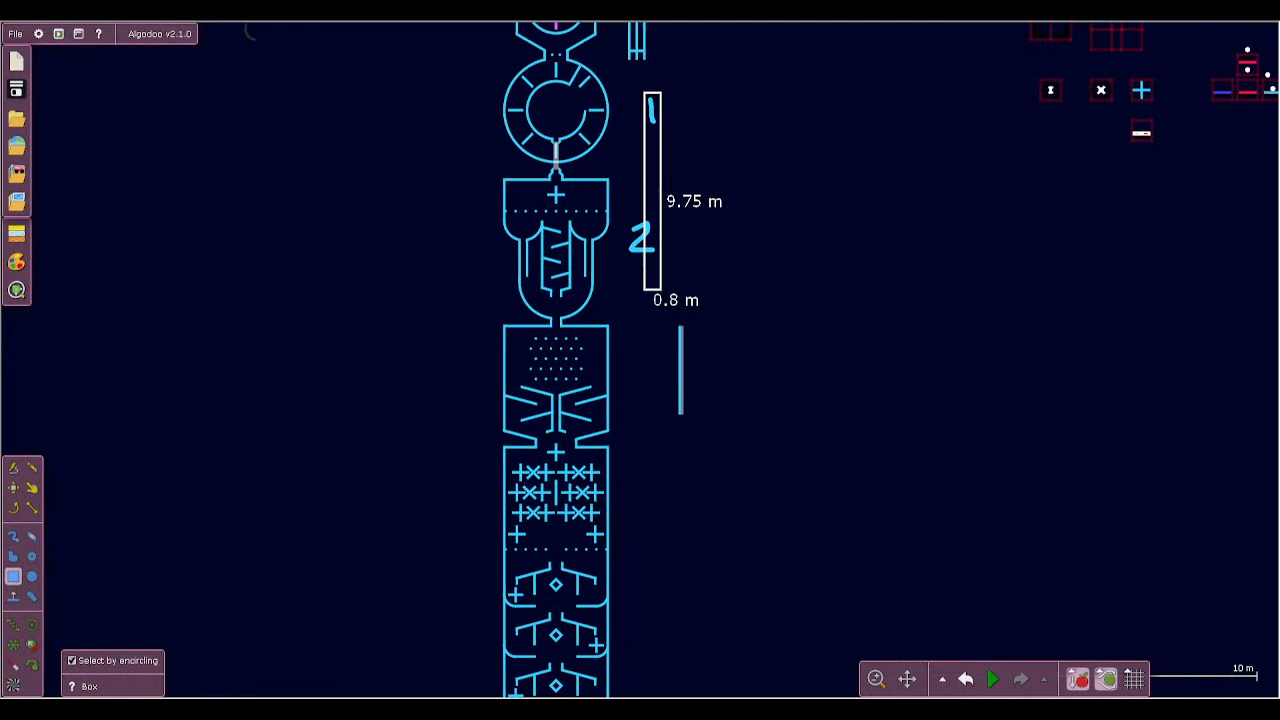 File ? Algodoo v2.1.0
1
9.75 m
2
0.8 m
Select by encircling
? Box
10 m